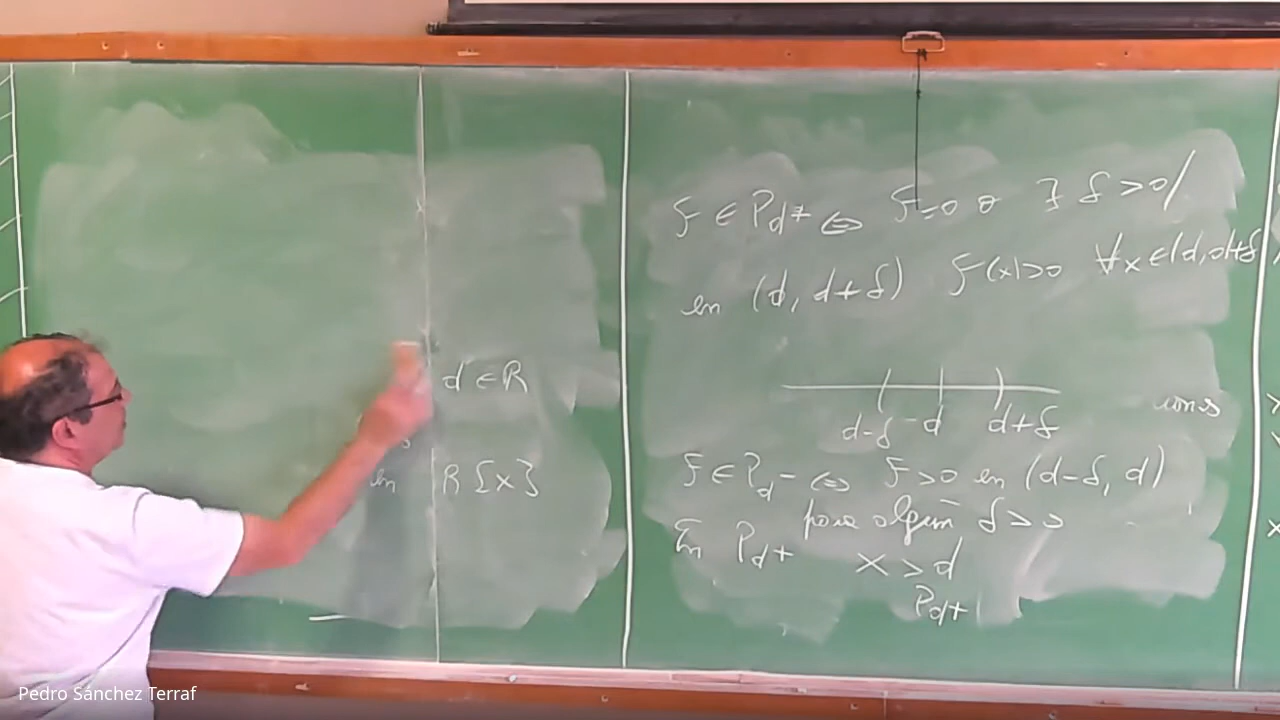 d ∈ R
en R[x]
f ∈ P_d+ ⇔ f=0 o ∃ δ >0/
en (d, d+δ) f(x)>0 ∀x∈(d,d+δ)
d-δ d d+δ
f∈P_d- ⇔ f>0 en (d-δ, d)
para algún δ>0
En P_d+ x > d
P_d+
Pedro Sánchez Terraf